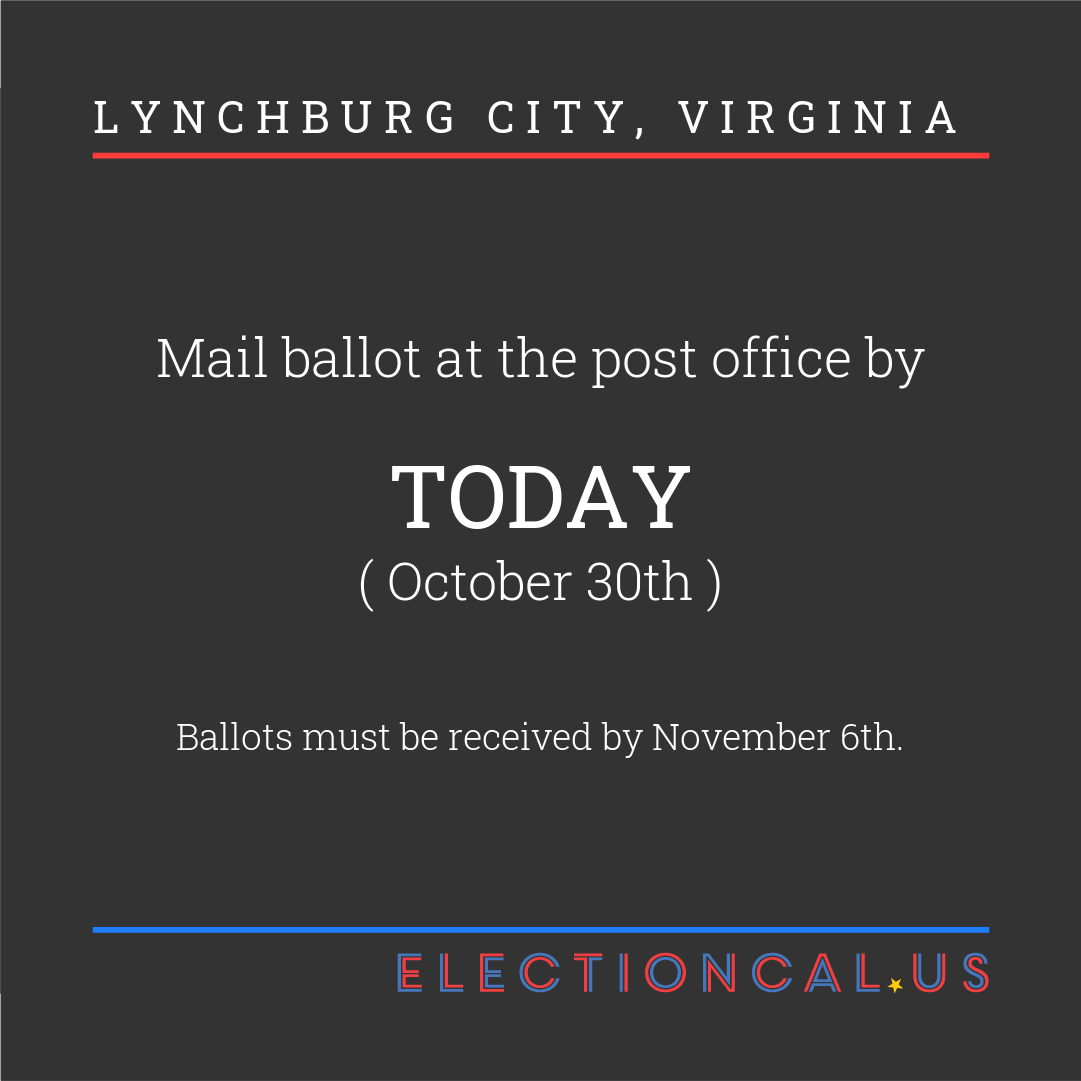 LYNCHBURG CITY, VIRGINIA
Mail ballot at the post office by
TODAY
( October 30th )
Ballots must be received by November 6th.
ELECTIONCAL.US